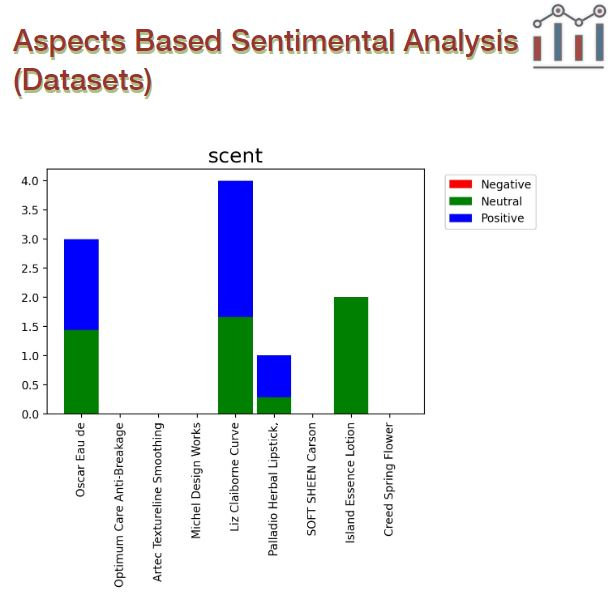 Aspects Based Sentimental Analysis
(Datasets)
scent
4.0
3.5
3.0
2.5
2.0
1.5
1.0
0.5
0.0
Negative
Neutral
Positive
Oscar Eau de
Optimum Care Anti-Breakage
Artec Textureline Smoothing
Michel Design Works
Liz Claiborne Curve
Palladio Herbal Lipstick,
SOFT SHEEN Carson
Island Essence Lotion
Creed Spring Flower